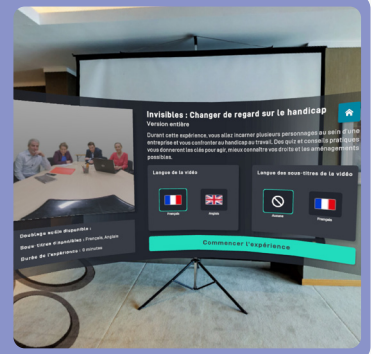 Invisibles : Changer de regard sur le handicap
Version entière
Durant cette expérience, vous allez incarner plusieurs personnages au sein d'une
entreprise et vous confronter au handicap au travail. Des quiz et conseils pratiques
vous donneront les clés pour agir, mieux connaître vos droits et les aménagements
possibles.
Langue de la vidéo
Français
Anglais
Langue des sous-titres de la vidéo
Aucune
Français
Doublage audio disponible :
Sous-titres disponibles : Français, Anglais
Durée de l'expérience : 8 minutes
Commencer l'expérience